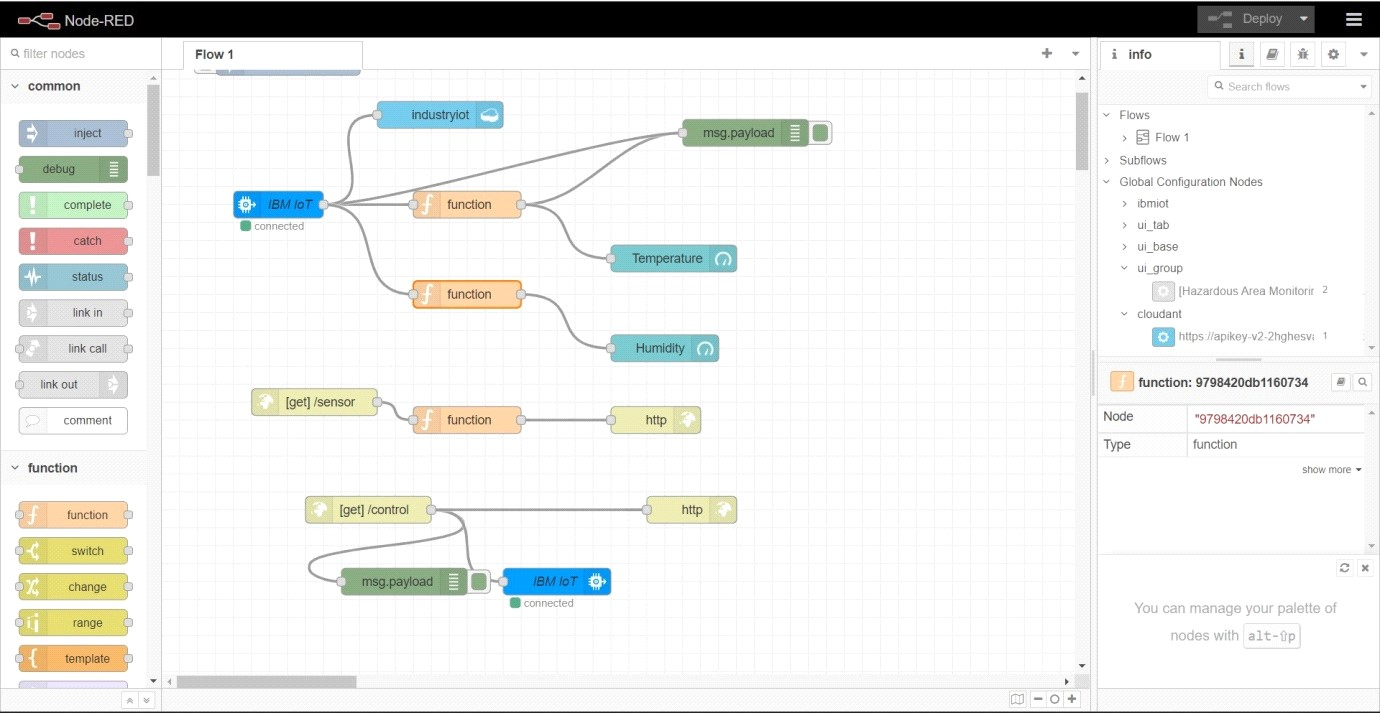 Node-RED
Deploy
filter nodes
common
inject
debug
complete
catch
status
link in
link call
link out
comment
function
function
switch
change
range
template
Flow 1
industryiot
msg.payload
IBM IoT
connected
function
Temperature
function
Humidity
[get] /sensor
function
http
[get] /control
http
msg.payload
IBM IoT
connected
info
Search flows
Flows
Flow 1
Subflows
Global Configuration Nodes
ibmiot
ui_tab
ui_base
ui_group
[Hazardous Area Monitorin 2
cloudant
https://apikey-v2-2hghesv 1
function: 9798420db1160734
Node "9798420db1160734"
Type function
show more
You can manage your palette of
nodes with alt-⇧p